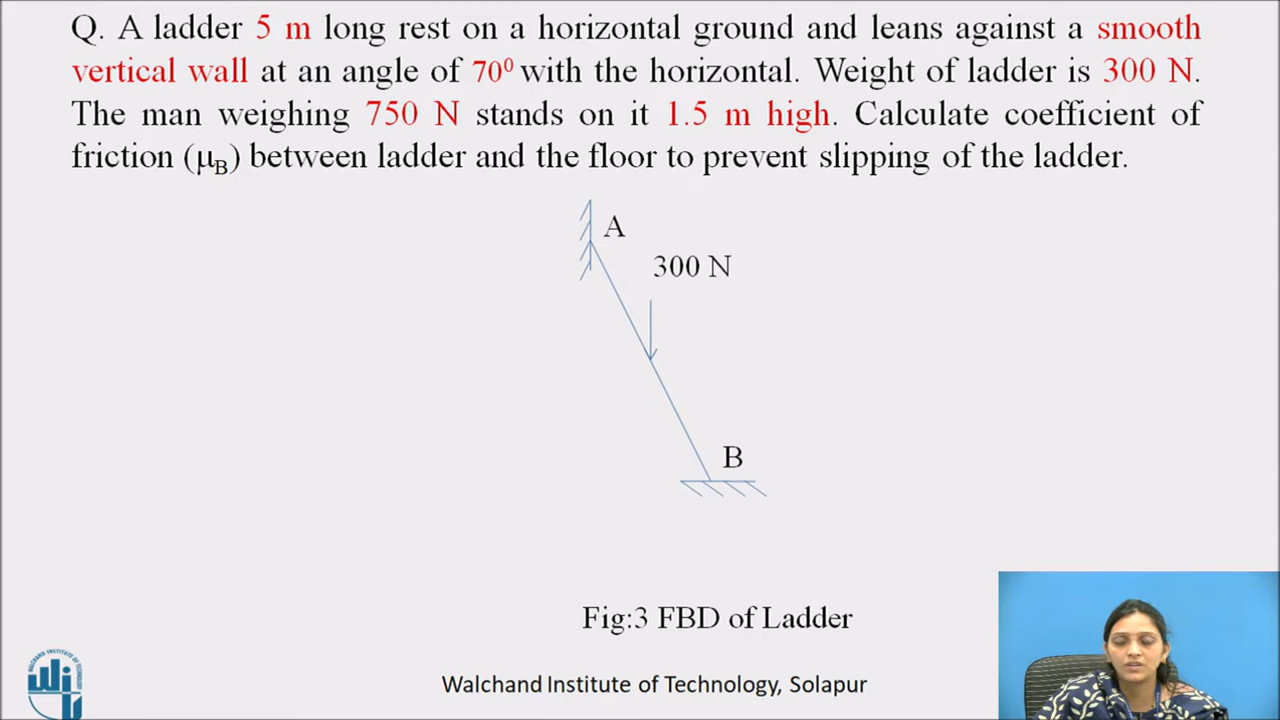 Q. A ladder 5 m long rest on a horizontal ground and leans against a smooth
vertical wall at an angle of 70⁰ with the horizontal. Weight of ladder is 300 N.
The man weighing 750 N stands on it 1.5 m high. Calculate coefficient of
friction (μB) between ladder and the floor to prevent slipping of the ladder.
A
300 N
B
Fig:3 FBD of Ladder
Walchand Institute of Technology, Solapur